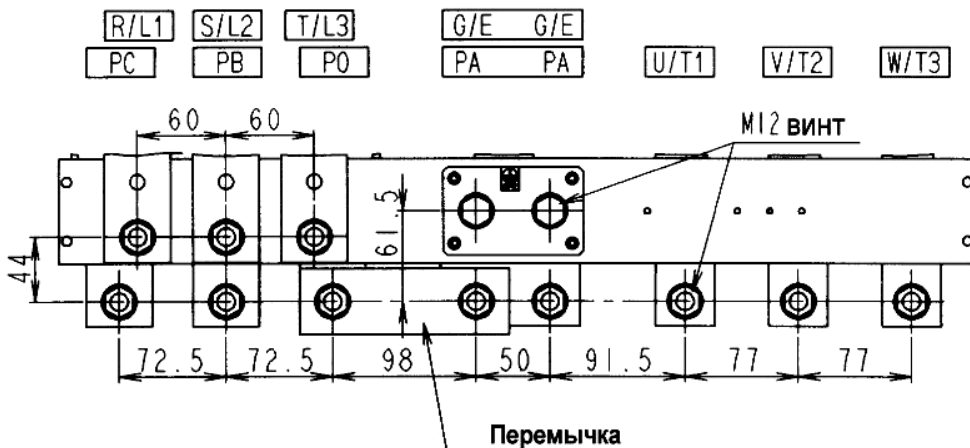 R/L1 S/L2 T/L3 G/E G/E
PC PB PO PA PA U/T1 V/T2 W/T3
60 60
M12 винт
61.5
44
72.5 72.5 98 50 91.5 77 77
Перемычка